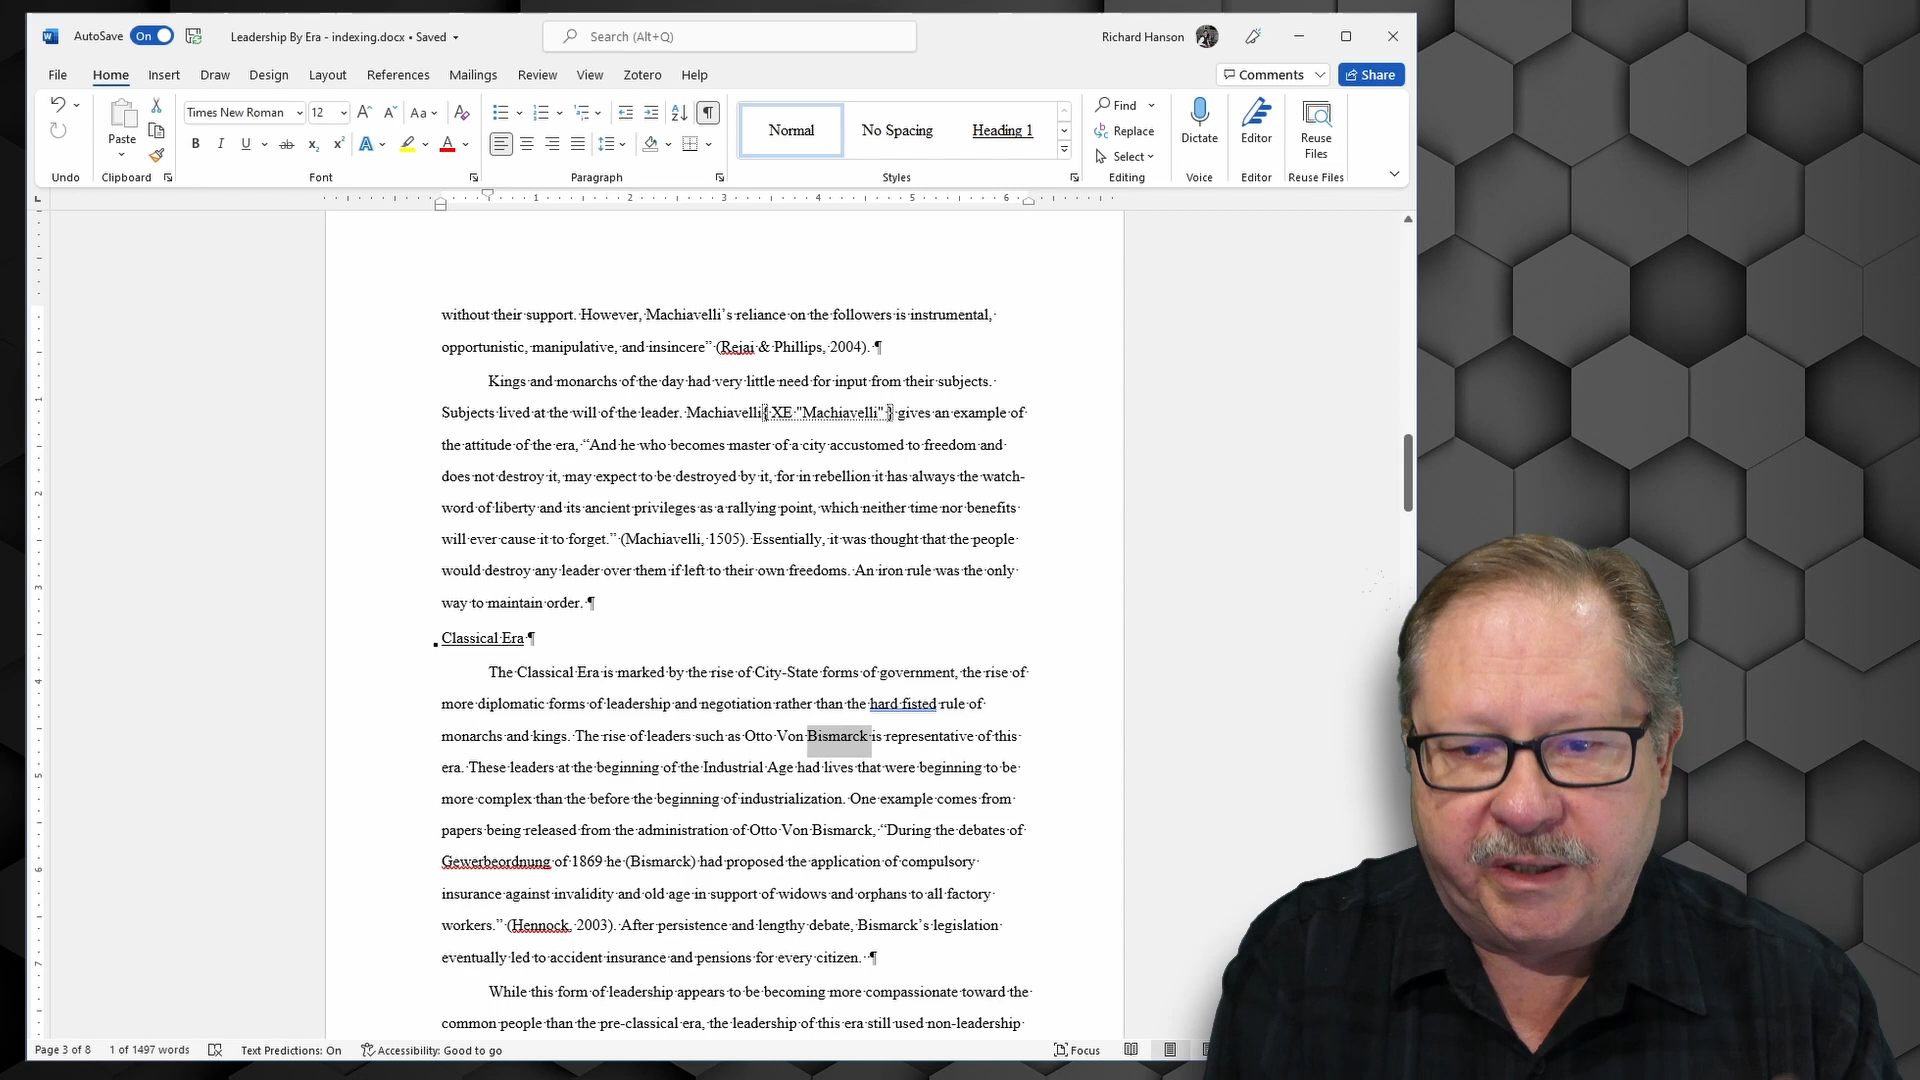 AutoSave On Leadership By Era - indexing.docx • Saved Search (Alt+Q) Richard Hanson
File Home Insert Draw Design Layout References Mailings Review View Zotero Help Comments Share
Times New Roman 12 Aa Normal No Spacing Heading 1 Find
Replace
Paste Dictate Editor Reuse Files
B I U ab x₂ x² A A Select
Undo Clipboard Font Paragraph Styles Editing Voice Editor Reuse Files
1 2 3 4 5 6
without their support. However, Machiavelli’s reliance on the followers is instrumental,
opportunistic, manipulative, and insincere” (Rejai & Phillips, 2004). ¶
Kings and monarchs of the day had very little need for input from their subjects.
Subjects lived at the will of the leader. Machiavelli{ XE "Machiavelli" } gives an example of
the attitude of the era, “And he who becomes master of a city accustomed to freedom and
does not destroy it, may expect to be destroyed by it, for in rebellion it has always the watch-
word of liberty and its ancient privileges as a rallying point, which neither time nor benefits
will ever cause it to forget.” (Machiavelli, 1505). Essentially, it was thought that the people
would destroy any leader over them if left to their own freedoms. An iron rule was the only
way to maintain order. ¶
Classical Era ¶
The Classical Era is marked by the rise of City-State forms of government, the rise of
more diplomatic forms of leadership and negotiation rather than the hard fisted rule of
monarchs and kings. The rise of leaders such as Otto Von Bismarck is representative of this
era. These leaders at the beginning of the Industrial Age had lives that were beginning to be
more complex than the before the beginning of industrialization. One example comes from
papers being released from the administration of Otto Von Bismarck, “During the debates of
Gewerbeordnung of 1869 he (Bismarck) had proposed the application of compulsory
insurance against invalidity and old age in support of widows and orphans to all factory
workers.” (Hennock, 2003). After persistence and lengthy debate, Bismarck’s legislation
eventually led to accident insurance and pensions for every citizen. ¶
While this form of leadership appears to be becoming more compassionate toward the
common people than the pre-classical era, the leadership of this era still used non-leadership
Page 3 of 8 1 of 1497 words Text Predictions: On Accessibility: Good to go Focus